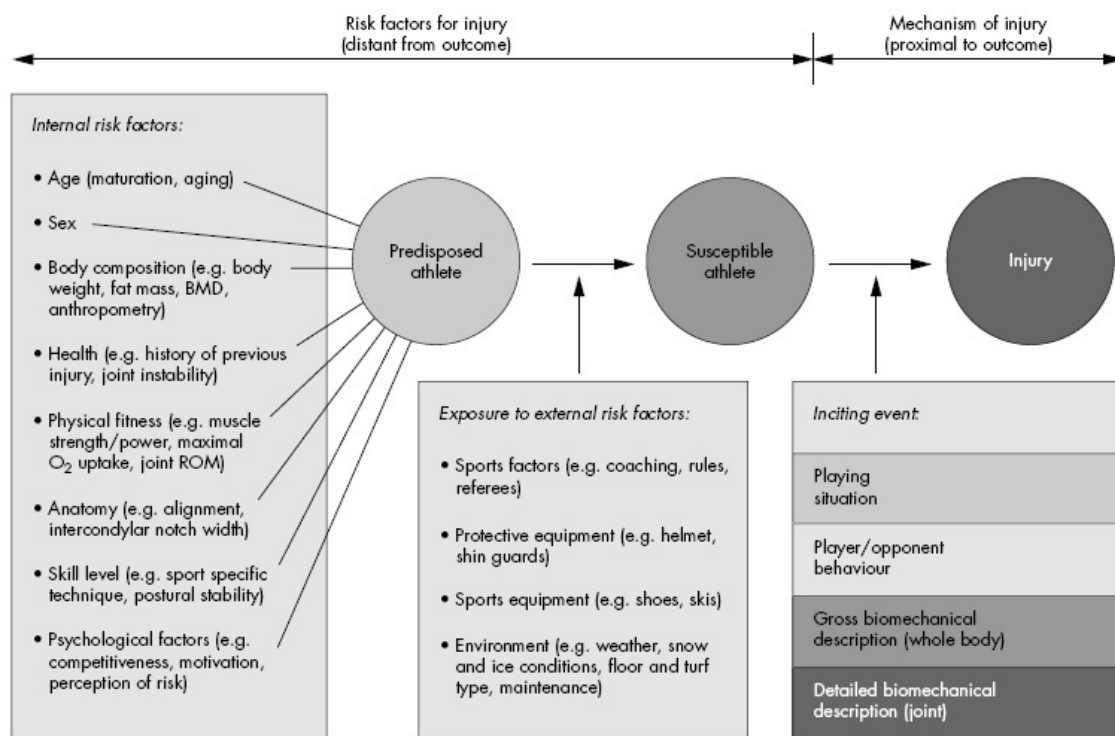 Risk factors for injury
(distant from outcome)
Mechanism of injury
(proximal to outcome)
Internal risk factors:
• Age (maturation, aging)
• Sex
• Body composition (e.g. body
weight, fat mass, BMD,
anthropometry)
• Health (e.g. history of previous
injury, joint instability)
• Physical fitness (e.g. muscle
strength/power, maximal
O2 uptake, joint ROM)
• Anatomy (e.g. alignment,
intercondylar notch width)
• Skill level (e.g. sport specific
technique, postural stability)
• Psychological factors (e.g.
competitiveness, motivation,
perception of risk)
Predisposed
athlete
Susceptible
athlete
Injury
Exposure to external risk factors:
• Sports factors (e.g. coaching, rules,
referees)
• Protective equipment (e.g. helmet,
shin guards)
• Sports equipment (e.g. shoes, skis)
• Environment (e.g. weather, snow
and ice conditions, floor and turf
type, maintenance)
Inciting event:
Playing
situation
Player/opponent
behaviour
Gross biomechanical
description (whole body)
Detailed biomechanical
description (joint)